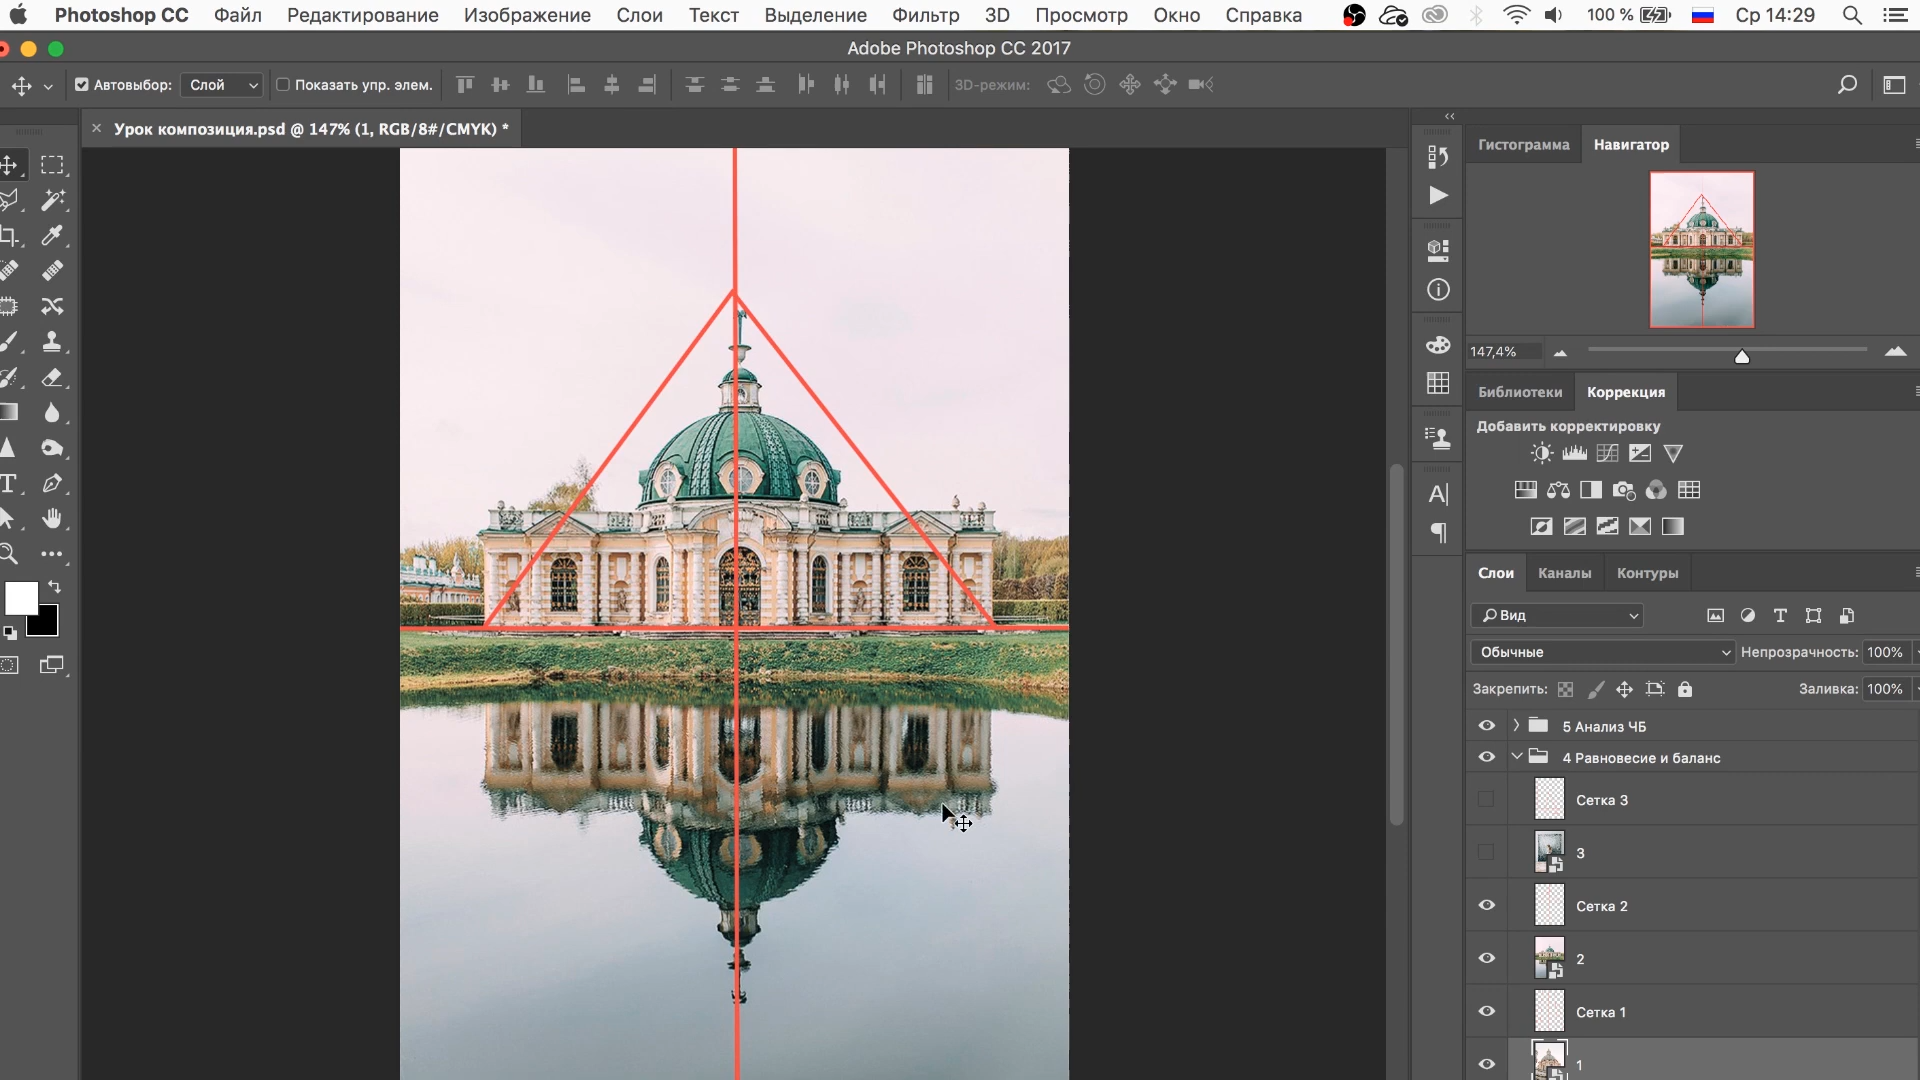 Photoshop CC Файл Редактирование Изображение Слои Текст Выделение Фильтр 3D Просмотр Окно Справка 100 % Ср 14:29
Adobe Photoshop CC 2017
Автовыбор: Слой Показать упр. элем. 3D-режим:
× Урок композиция.psd @ 147% (1, RGB/8#/CMYK) *
Гистограмма Навигатор
147,4%
Библиотеки Коррекция
Добавить корректировку
Слои Каналы Контуры
Вид
Обычные Непрозрачность: 100%
Закрепить: Заливка: 100%
5 Анализ ЧБ
4 Равновесие и баланс
Сетка 3
3
Сетка 2
2
Сетка 1
1